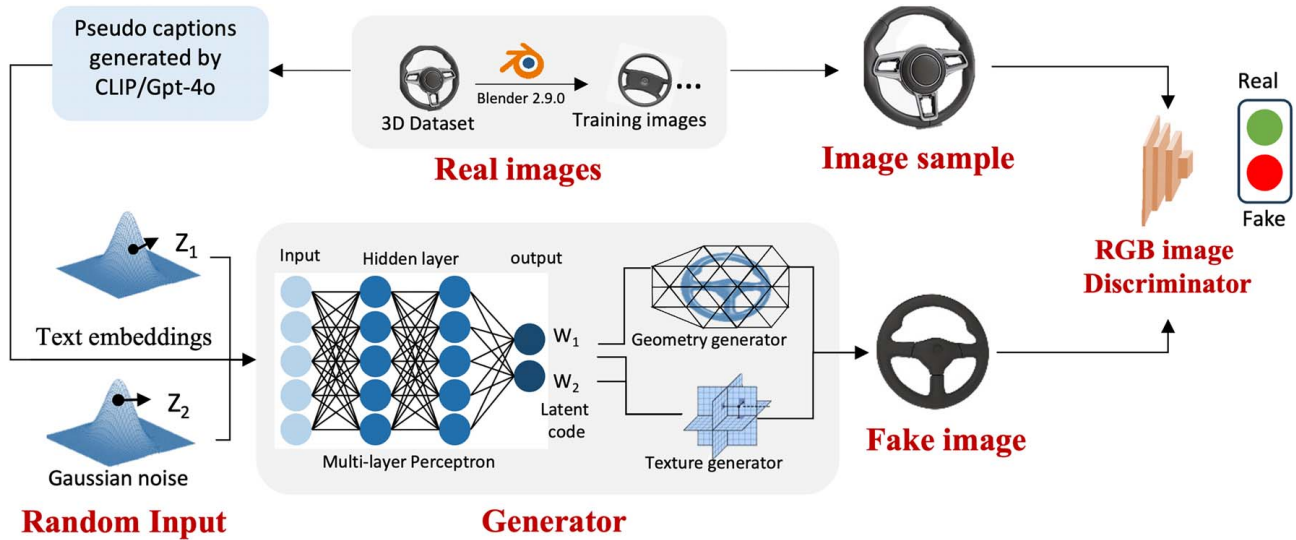 Pseudo captions
generated by
CLIP/Gpt-4o
3D Dataset
Blender 2.9.0
Training images
...
Real images
Image sample
Real
Fake
RGB image
Discriminator
Z1
Text embeddings
Z2
Gaussian noise
Random Input
Input
Hidden layer
output
W1
W2
Latent
code
Multi-layer Perceptron
Geometry generator
Texture generator
Generator
Fake image